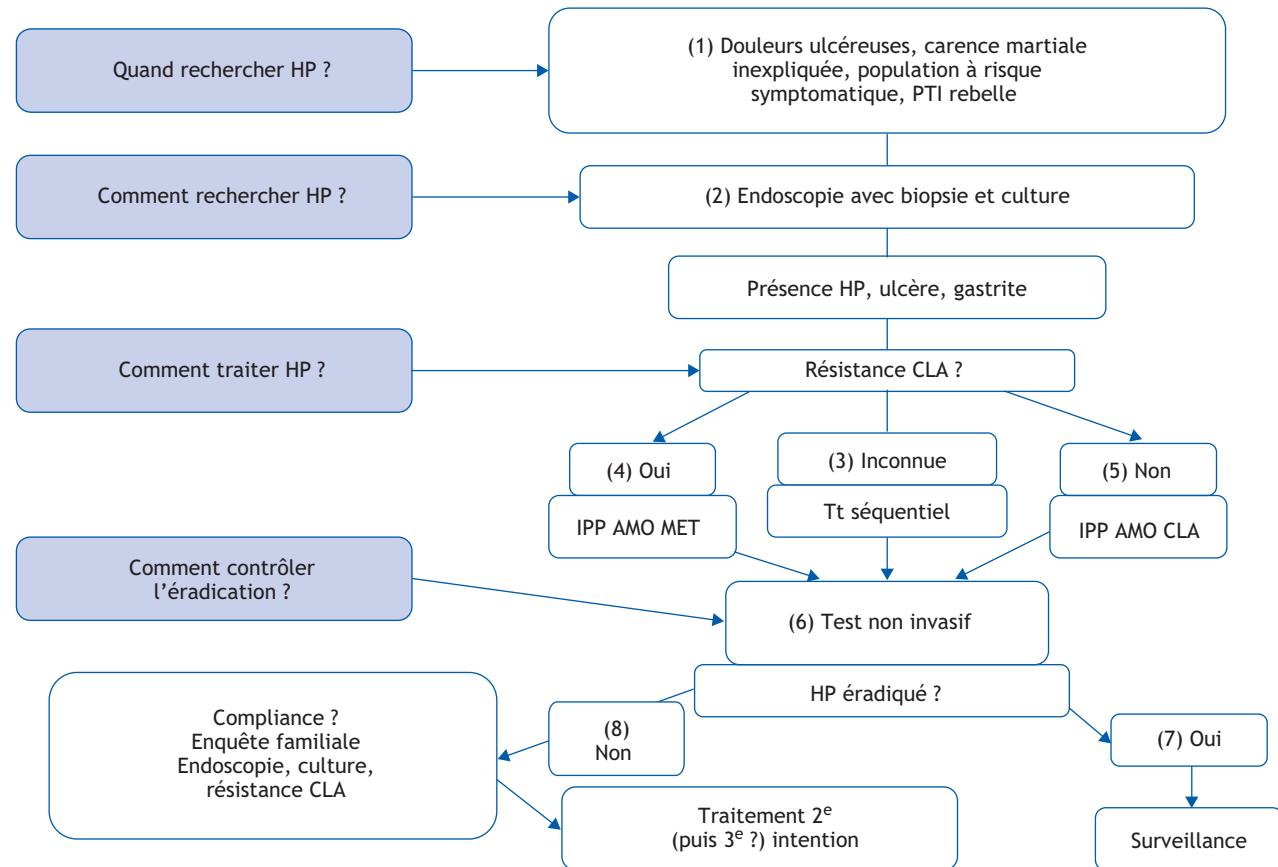 Quand rechercher HP ?
(1) Douleurs ulcéreuses, carence martiale
inexpliquée, population à risque
symptomatique, PTI rebelle
Comment rechercher HP ?
(2) Endoscopie avec biopsie et culture
Présence HP, ulcère, gastrite
Comment traiter HP ?
Résistance CLA ?
(4) Oui
(3) Inconnue
(5) Non
IPP AMO MET
Tt séquentiel
IPP AMO CLA
Comment contrôler
l’éradication ?
(6) Test non invasif
HP éradiqué ?
Compliance ?
Enquête familiale
Endoscopie, culture,
résistance CLA
(8)
Non
(7) Oui
Traitement 2e
(puis 3e ?) intention
Surveillance